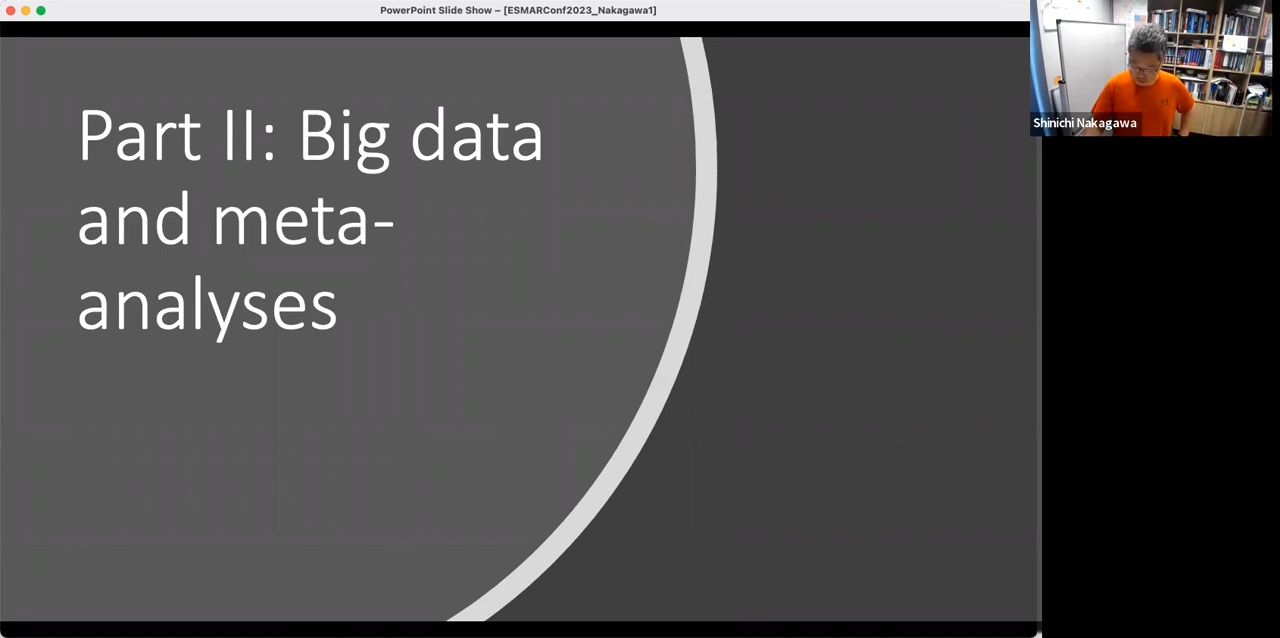 PowerPoint Slide Show – [ESMARConf2023_Nakagawa1]
Part II: Big data
and meta-
analyses
Shinichi Nakagawa